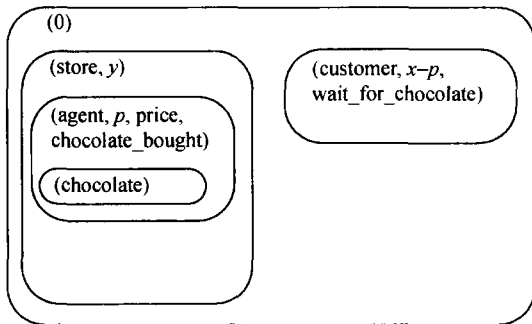 (0)
(store, y)
(agent, p, price,
chocolate_bought)
(chocolate)
(customer, x–p,
wait_for_chocolate)